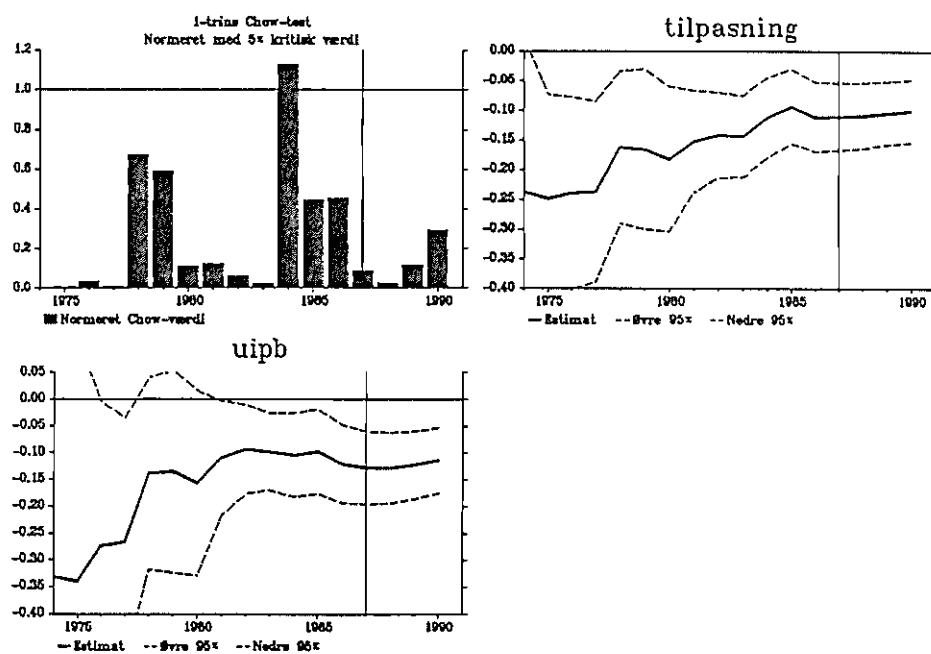 1-trins Chow-test
Normeret med 5% kritisk værdi
1.2
1.0
0.8
0.6
0.4
0.2
0.0
1975 1980 1985 1990
Normeret Chow-værdi
tilpasning
0.00
-0.05
-0.10
-0.15
-0.20
-0.25
-0.30
-0.35
-0.40
1975 1980 1985 1990
Estimat Øvre 95% Nedre 95%
uipb
0.05
0.00
-0.05
-0.10
-0.15
-0.20
-0.25
-0.30
-0.35
-0.40
1975 1980 1985 1990
Estimat Øvre 95% Nedre 95%